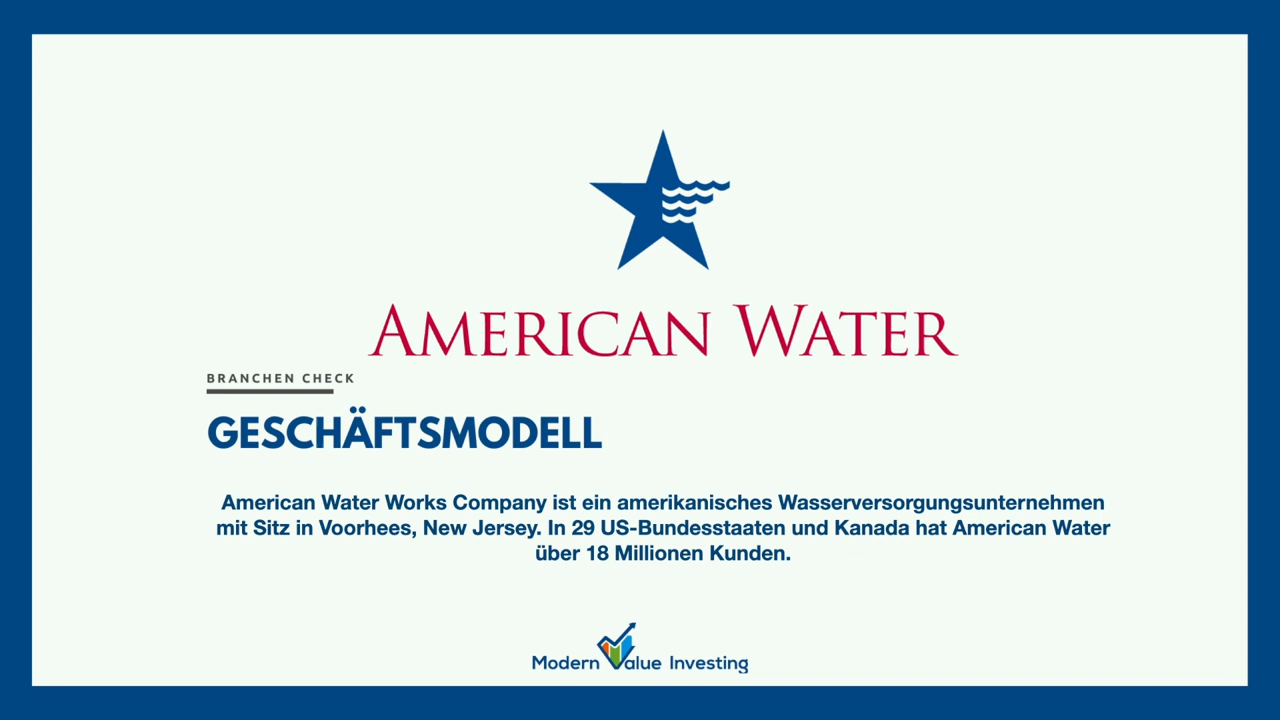 AMERICAN WATER
BRANCHEN CHECK
GESCHÄFTSMODELL
American Water Works Company ist ein amerikanisches Wasserversorgungsunternehmen
mit Sitz in Voorhees, New Jersey. In 29 US-Bundesstaaten und Kanada hat American Water
über 18 Millionen Kunden.
Modern Value Investing